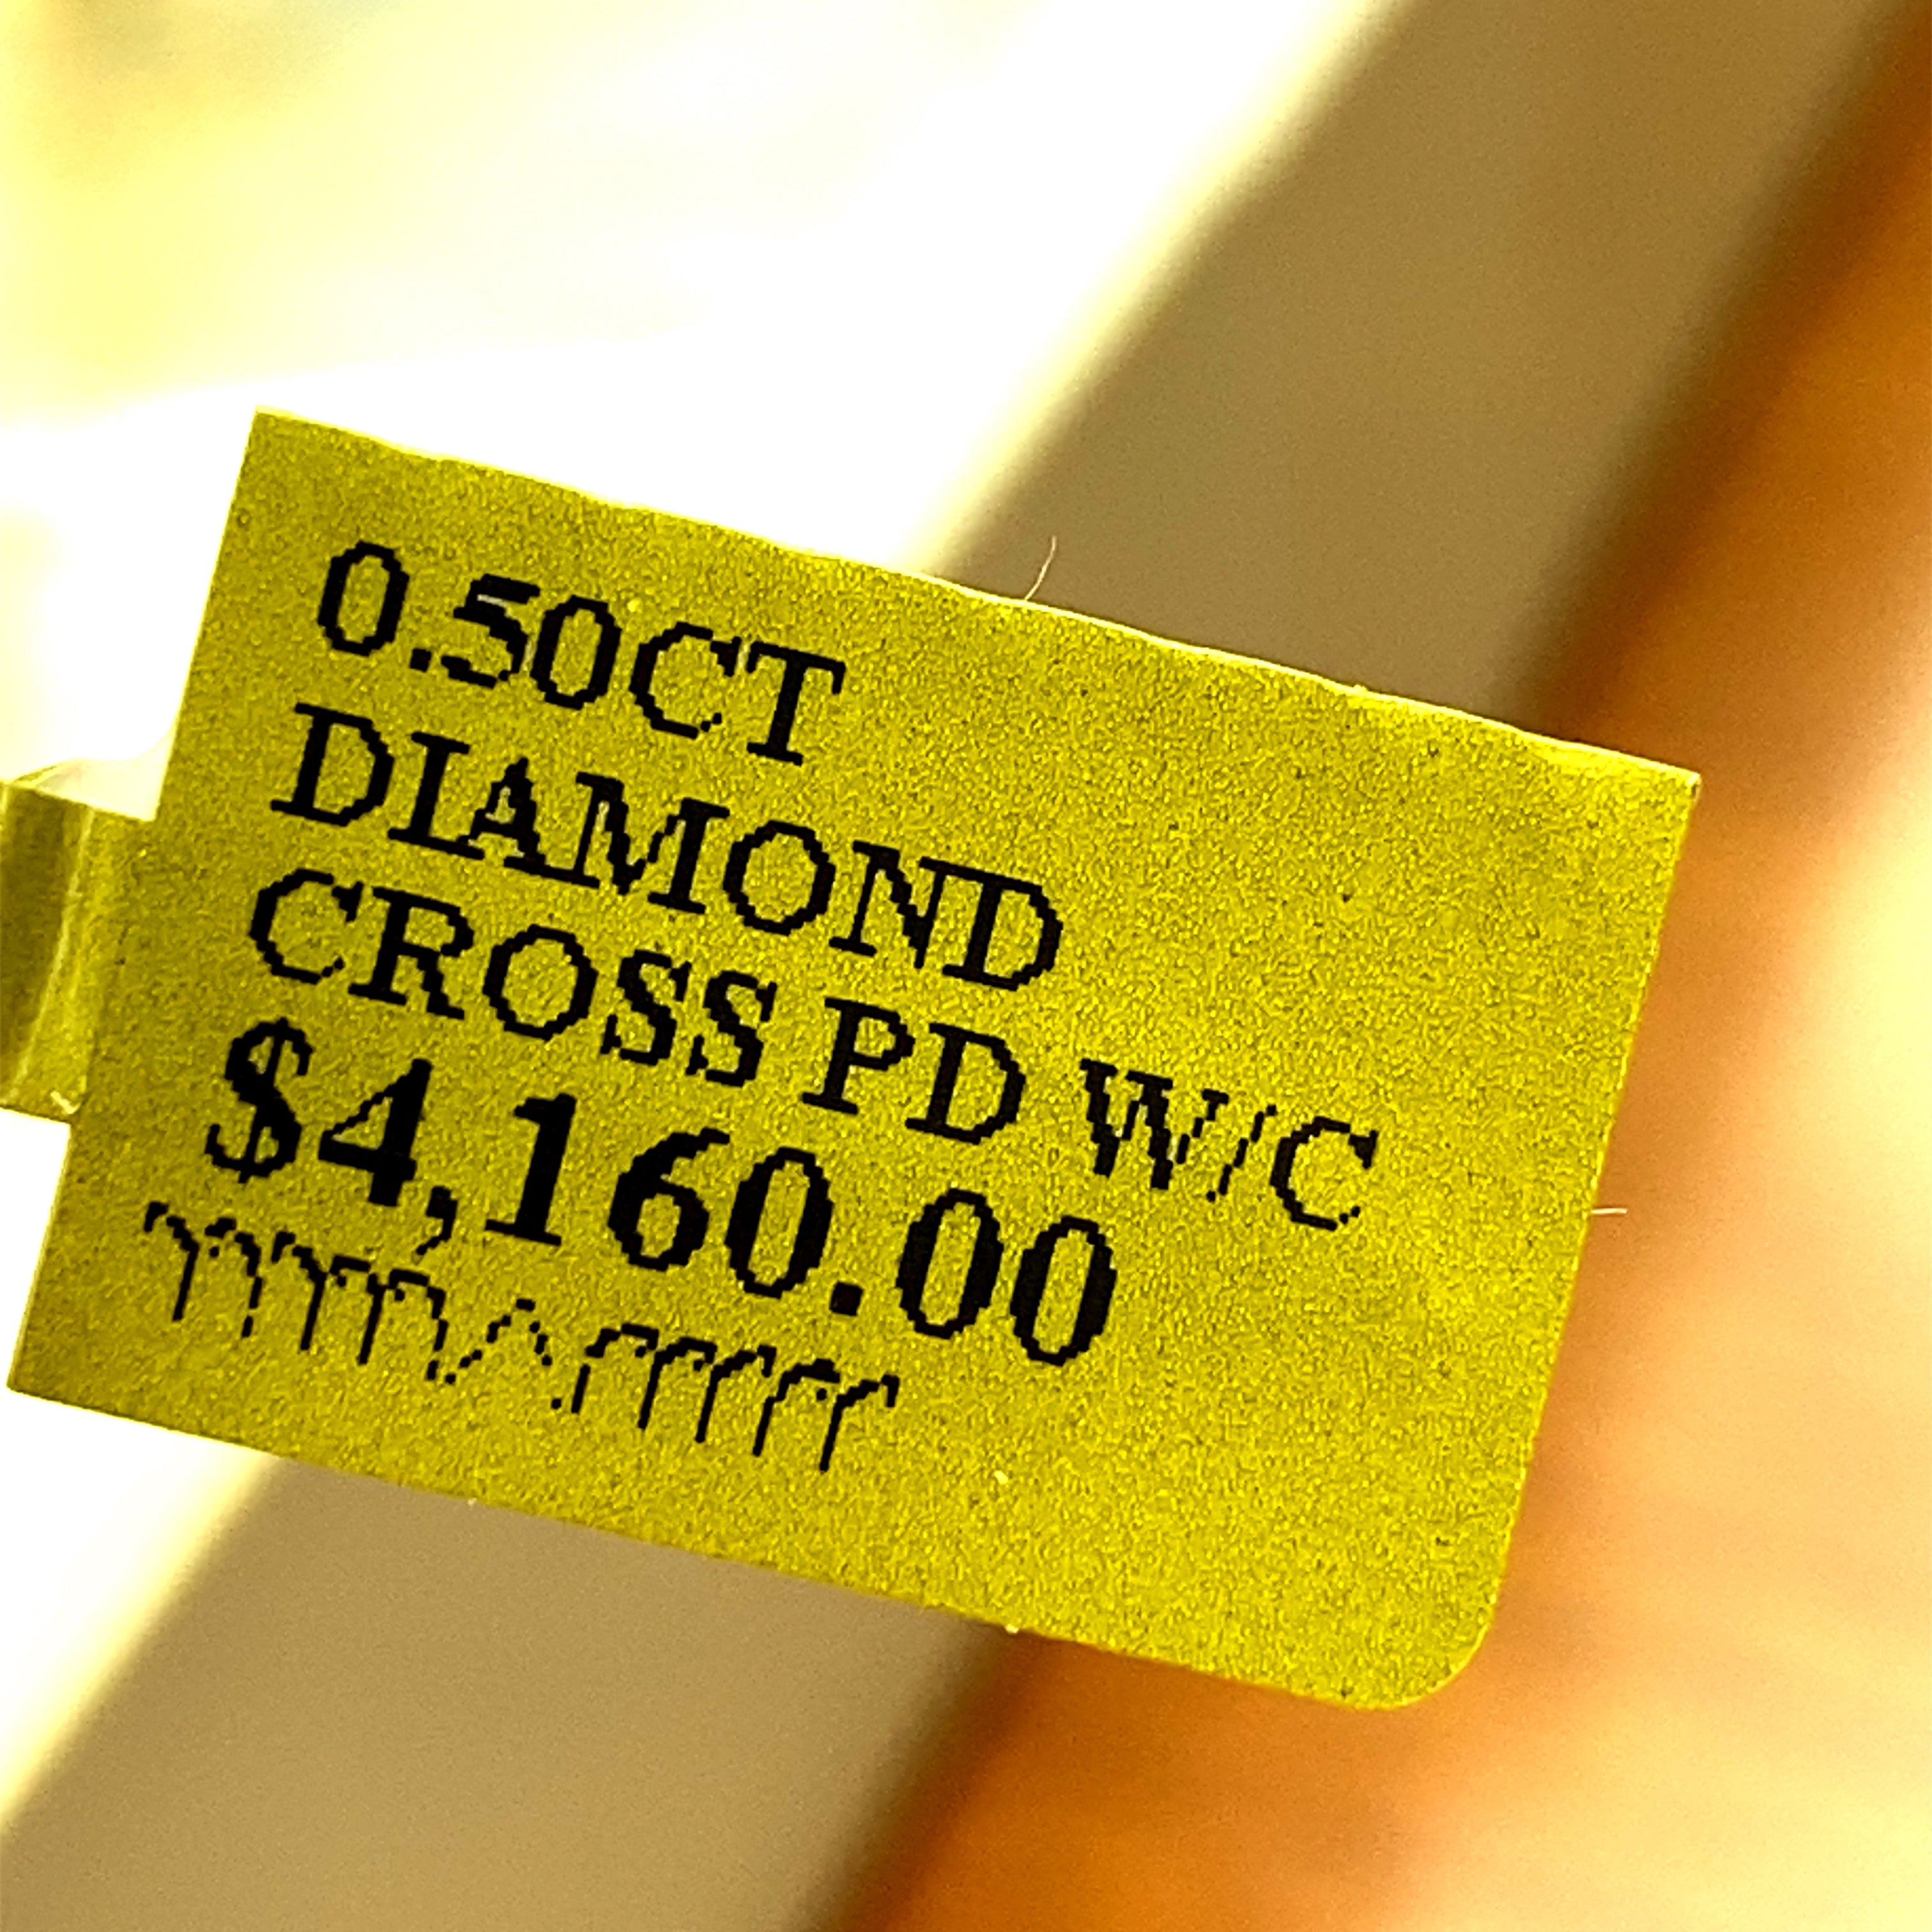 0.50CT
DIAMOND
CROSS PD W/C
$4,160.00